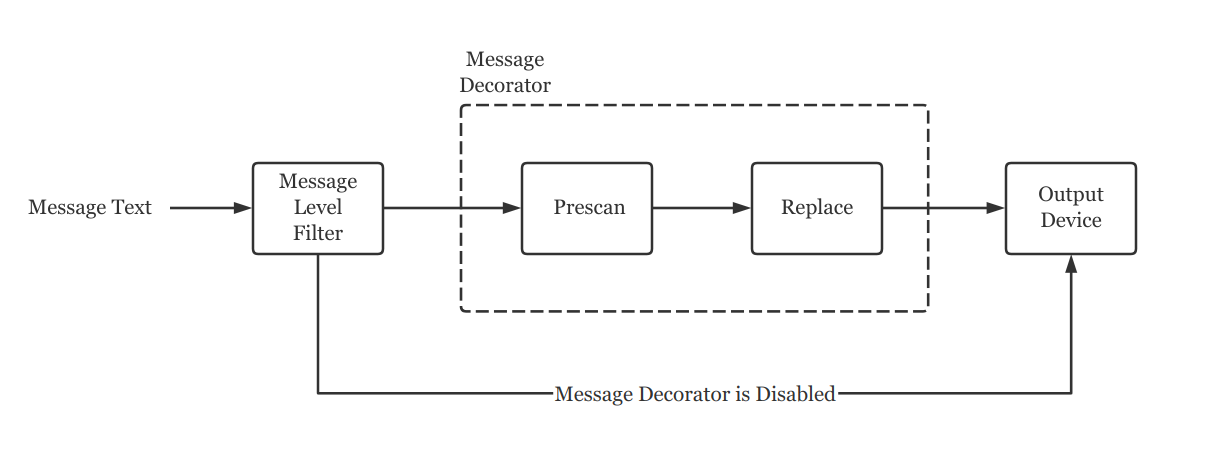 Message
Decorator
Message Text
Message
Level
Filter
Prescan
Replace
Output
Device
Message Decorator is Disabled